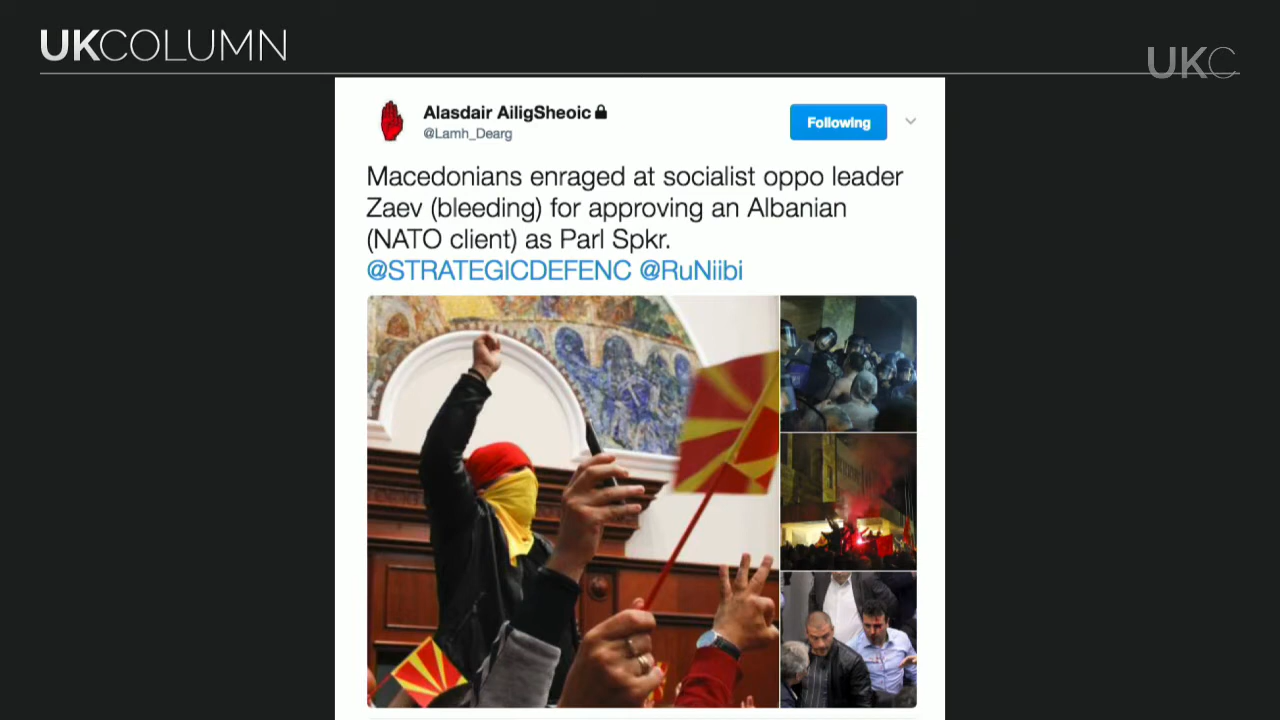 UKCOLUMN
UKC
Alasdair AiligSheoic
@Lamh_Dearg
Following
Macedonians enraged at socialist oppo leader
Zaev (bleeding) for approving an Albanian
(NATO client) as Parl Spkr.
@STRATEGICDEFENC @RuNiibi